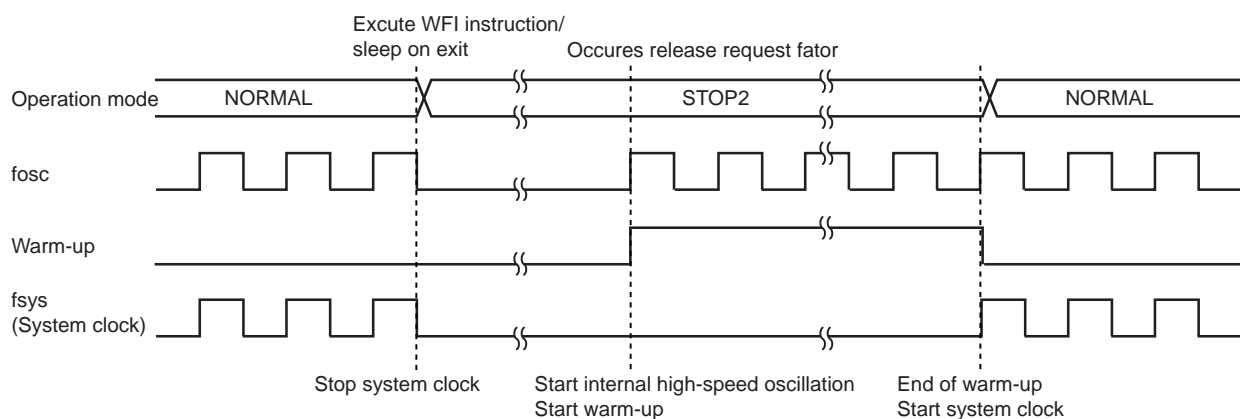 Excute WFI instruction/
sleep on exit
Occures release request fator
Operation mode
NORMAL
STOP2
NORMAL
fosc
Warm-up
fsys
(System clock)
Stop system clock
Start internal high-speed oscillation
Start warm-up
End of warm-up
Start system clock